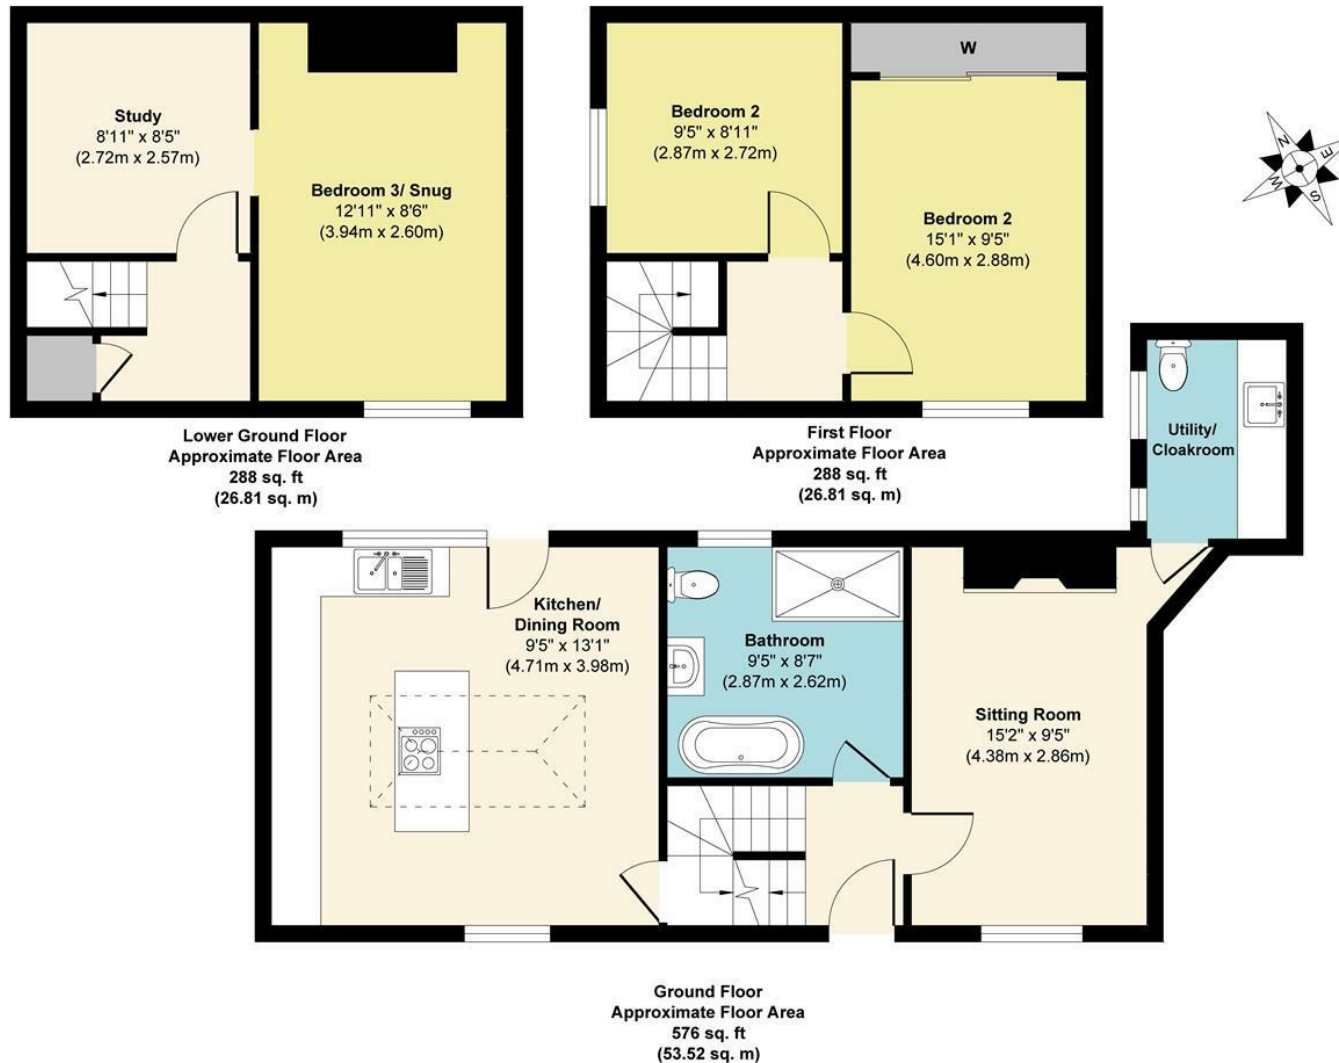 Study
8'11" x 8'5"
(2.72m x 2.57m)
Bedroom 3/ Snug
12'11" x 8'6"
(3.94m x 2.60m)
Lower Ground Floor
Approximate Floor Area
288 sq. ft
(26.81 sq. m)
W
Bedroom 2
9'5" x 8'11"
(2.87m x 2.72m)
Bedroom 2
15'1" x 9'5"
(4.60m x 2.88m)
First Floor
Approximate Floor Area
288 sq. ft
(26.81 sq. m)
N
E
W
S
Utility/
Cloakroom
Kitchen/
Dining Room
9'5" x 13'1"
(4.71m x 3.98m)
Bathroom
9'5" x 8'7"
(2.87m x 2.62m)
Sitting Room
15'2" x 9'5"
(4.38m x 2.86m)
Ground Floor
Approximate Floor Area
576 sq. ft
(53.52 sq. m)